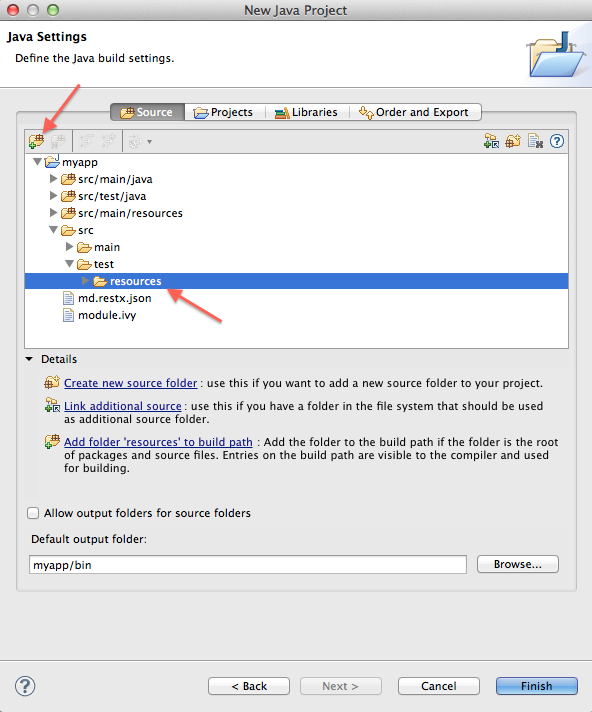 New Java Project
Java Settings
Define the Java build settings.
Source
Projects
Libraries
Order and Export
myapp
src/main/java
src/test/java
src/main/resources
src
main
test
resources
md.restx.json
module.ivy
Details
Create new source folder : use this if you want to add a new source folder to your project.
Link additional source : use this if you have a folder in the file system that should be used
as additional source folder.
Add folder 'resources' to build path : Add the folder to the build path if the folder is the root
of packages and source files. Entries on the build path are visible to the compiler and used
for building.
Allow output folders for source folders
Default output folder:
myapp/bin
Browse...
?
< Back
Next >
Cancel
Finish